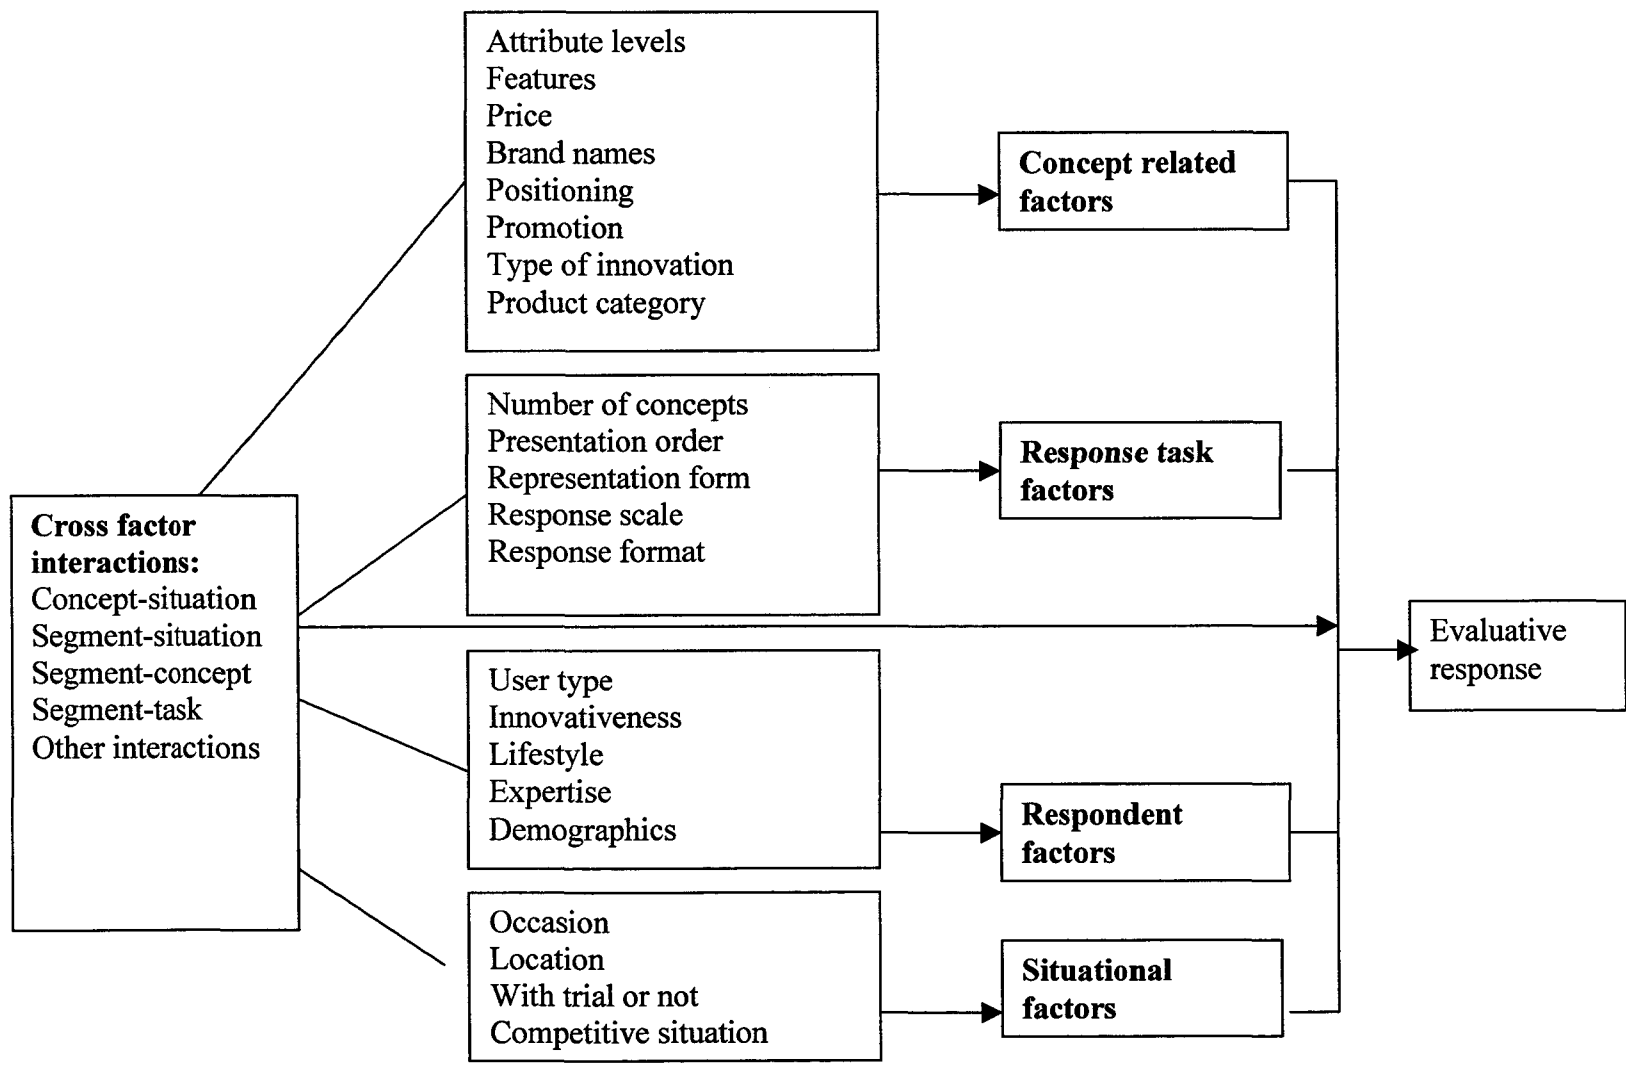 Attribute levels
Features
Price
Brand names
Positioning
Promotion
Type of innovation
Product category
Concept related
factors
Number of concepts
Presentation order
Representation form
Response scale
Response format
Response task
factors
Cross factor
interactions:
Concept-situation
Segment-situation
Segment-concept
Segment-task
Other interactions
User type
Innovativeness
Lifestyle
Expertise
Demographics
Respondent
factors
Occasion
Location
With trial or not
Competitive situation
Situational
factors
Evaluative
response